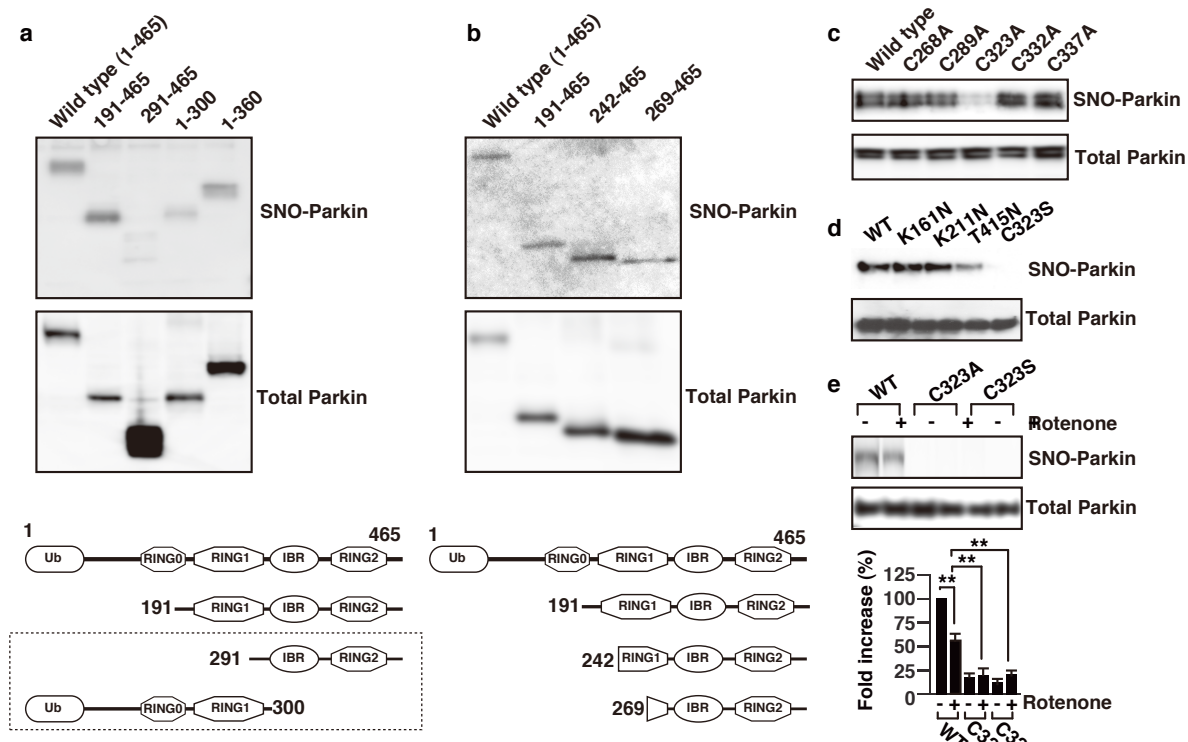 a
Wild type (1-465)
191-465
291-465
1-300
1-360
SNO-Parkin
Total Parkin
1
465
Ub
RING0
RING1
IBR
RING2
191
RING1
IBR
RING2
291
IBR
RING2
Ub
RING0
RING1
300
b
Wild type (1-465)
191-465
242-465
269-465
SNO-Parkin
Total Parkin
1
465
Ub
RING0
RING1
IBR
RING2
191
RING1
IBR
RING2
242
RING1
IBR
RING2
269
IBR
RING2
c
Wild type
C268A
C289A
C323A
C332A
C337A
SNO-Parkin
Total Parkin
d
WT
K161N
K211N
T415N
C323S
SNO-Parkin
Total Parkin
e
WT
C323A
C323S
- + - + - + Rotenone
SNO-Parkin
Total Parkin
Fold increase (%)
125
100
75
50
25
0
**
**
**
- + - + - + Rotenone
WT